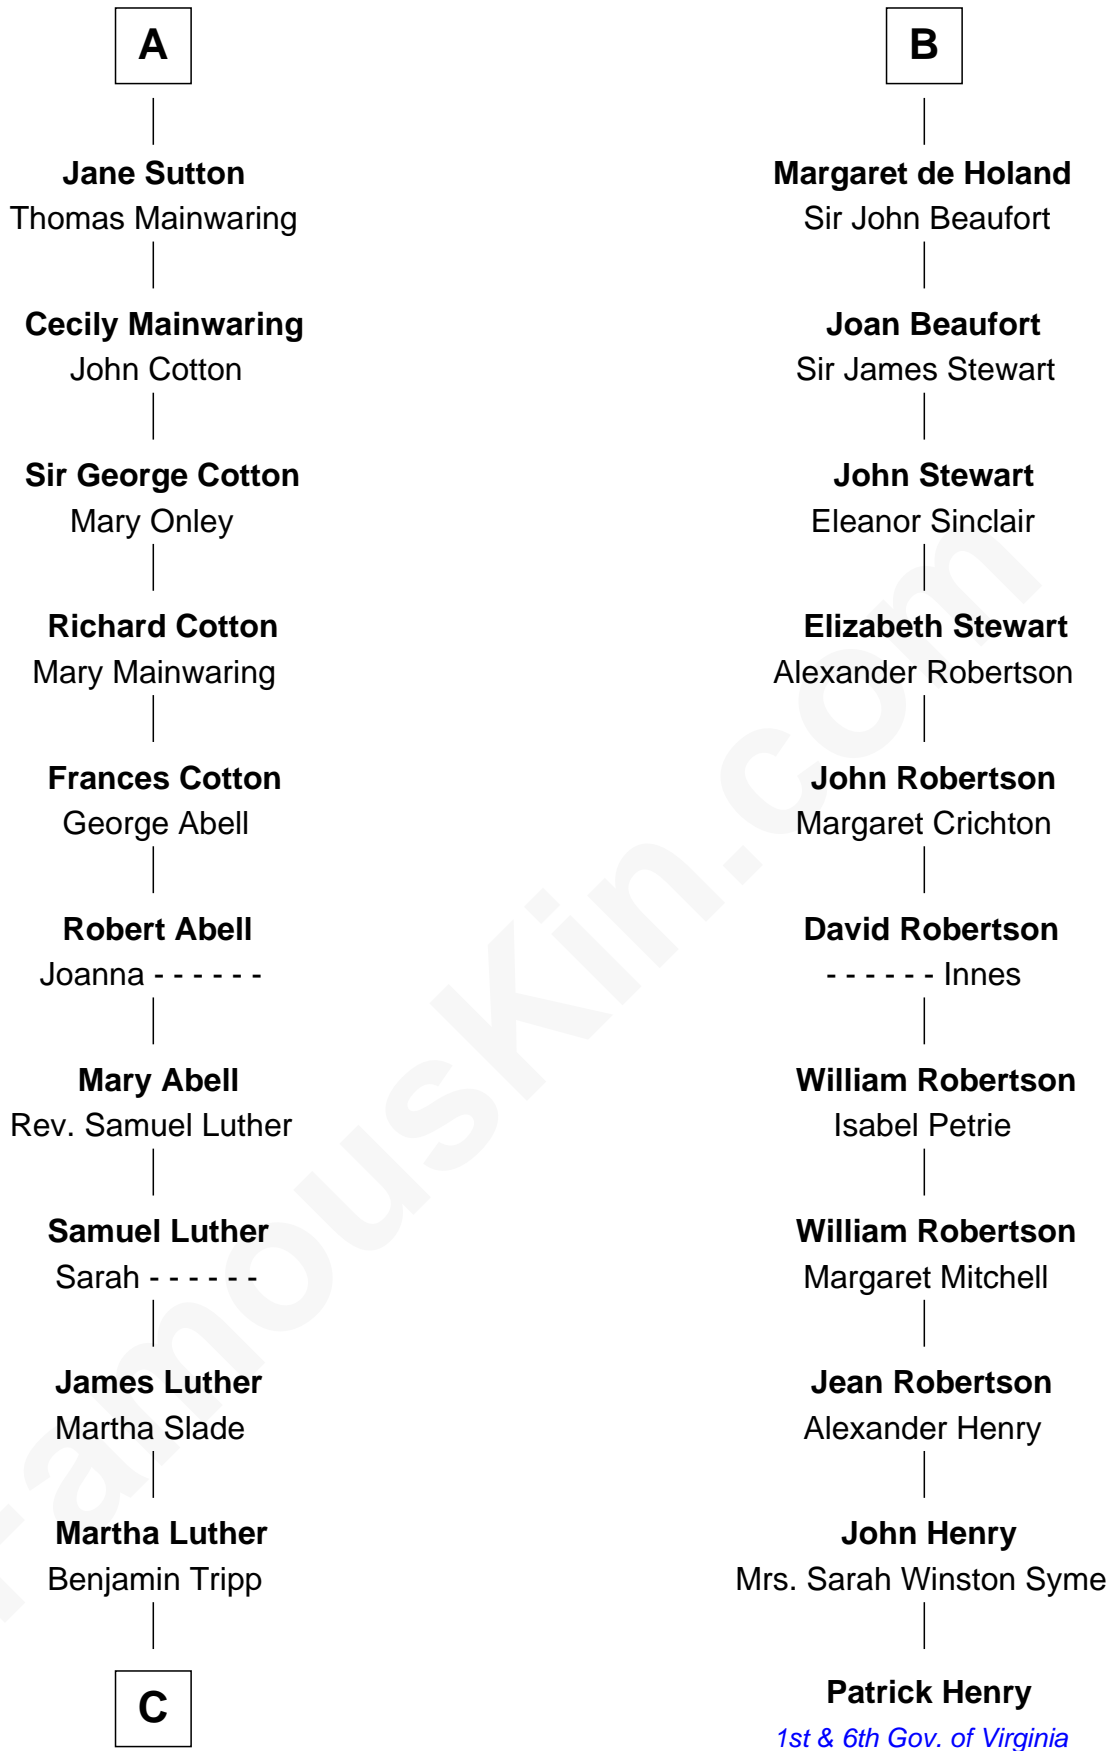 A
Jane Sutton
Thomas Mainwaring
Cecily Mainwaring
John Cotton
Sir George Cotton
Mary Onley
Richard Cotton
Mary Mainwaring
Frances Cotton
George Abell
Robert Abell
Joanna - - - - - -
Mary Abell
Rev. Samuel Luther
Samuel Luther
Sarah - - - - - -
James Luther
Martha Slade
Martha Luther
Benjamin Tripp
C
B
Margaret de Holand
Sir John Beaufort
Joan Beaufort
Sir James Stewart
John Stewart
Eleanor Sinclair
Elizabeth Stewart
Alexander Robertson
John Robertson
Margaret Crichton
David Robertson
- - - - - - Innes
William Robertson
Isabel Petrie
William Robertson
Margaret Mitchell
Jean Robertson
Alexander Henry
John Henry
Mrs. Sarah Winston Syme
Patrick Henry
1st & 6th Gov. of Virginia
FamousKin.com